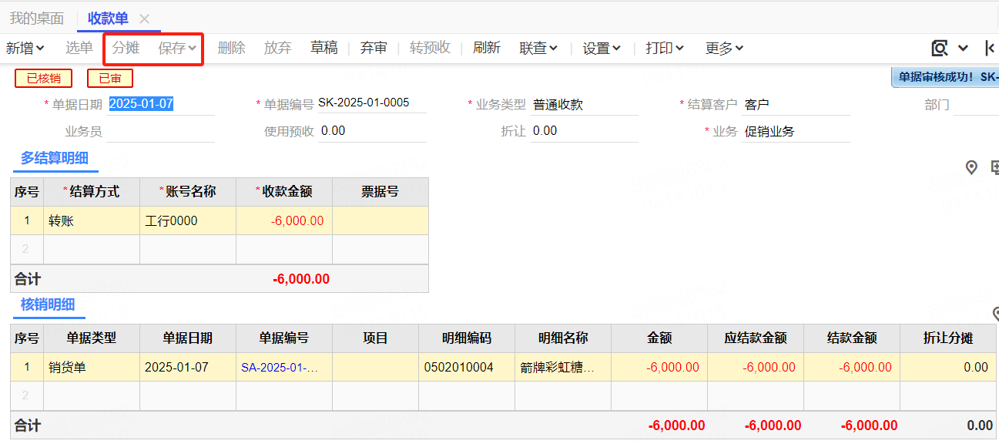 我的桌面 收款单
新增 选单 分摊 保存 删除 放弃 草稿 弃审 转预收 刷新 联查 设置 打印 更多
已核销 已审 单据审核成功！SK-
* 单据日期 2025-01-07 * 单据编号 SK-2025-01-0005 * 业务类型 普通收款 * 结算客户 客户 部门
业务员 使用预收 0.00 折让 0.00 * 业务 促销业务
多结算明细
序号 *结算方式 *账号名称 *收款金额 票据号
1 转账 工行0000 -6,000.00
2
合计 -6,000.00
核销明细
序号 单据类型 单据日期 单据编号 项目 明细编码 明细名称 金额 应结款金额 结款金额 折让分摊
1 销货单 2025-01-07 SA-2025-01-... 0502010004 箭牌彩虹糖... -6,000.00 -6,000.00 -6,000.00 0.00
2
合计 -6,000.00 -6,000.00 -6,000.00 0.00